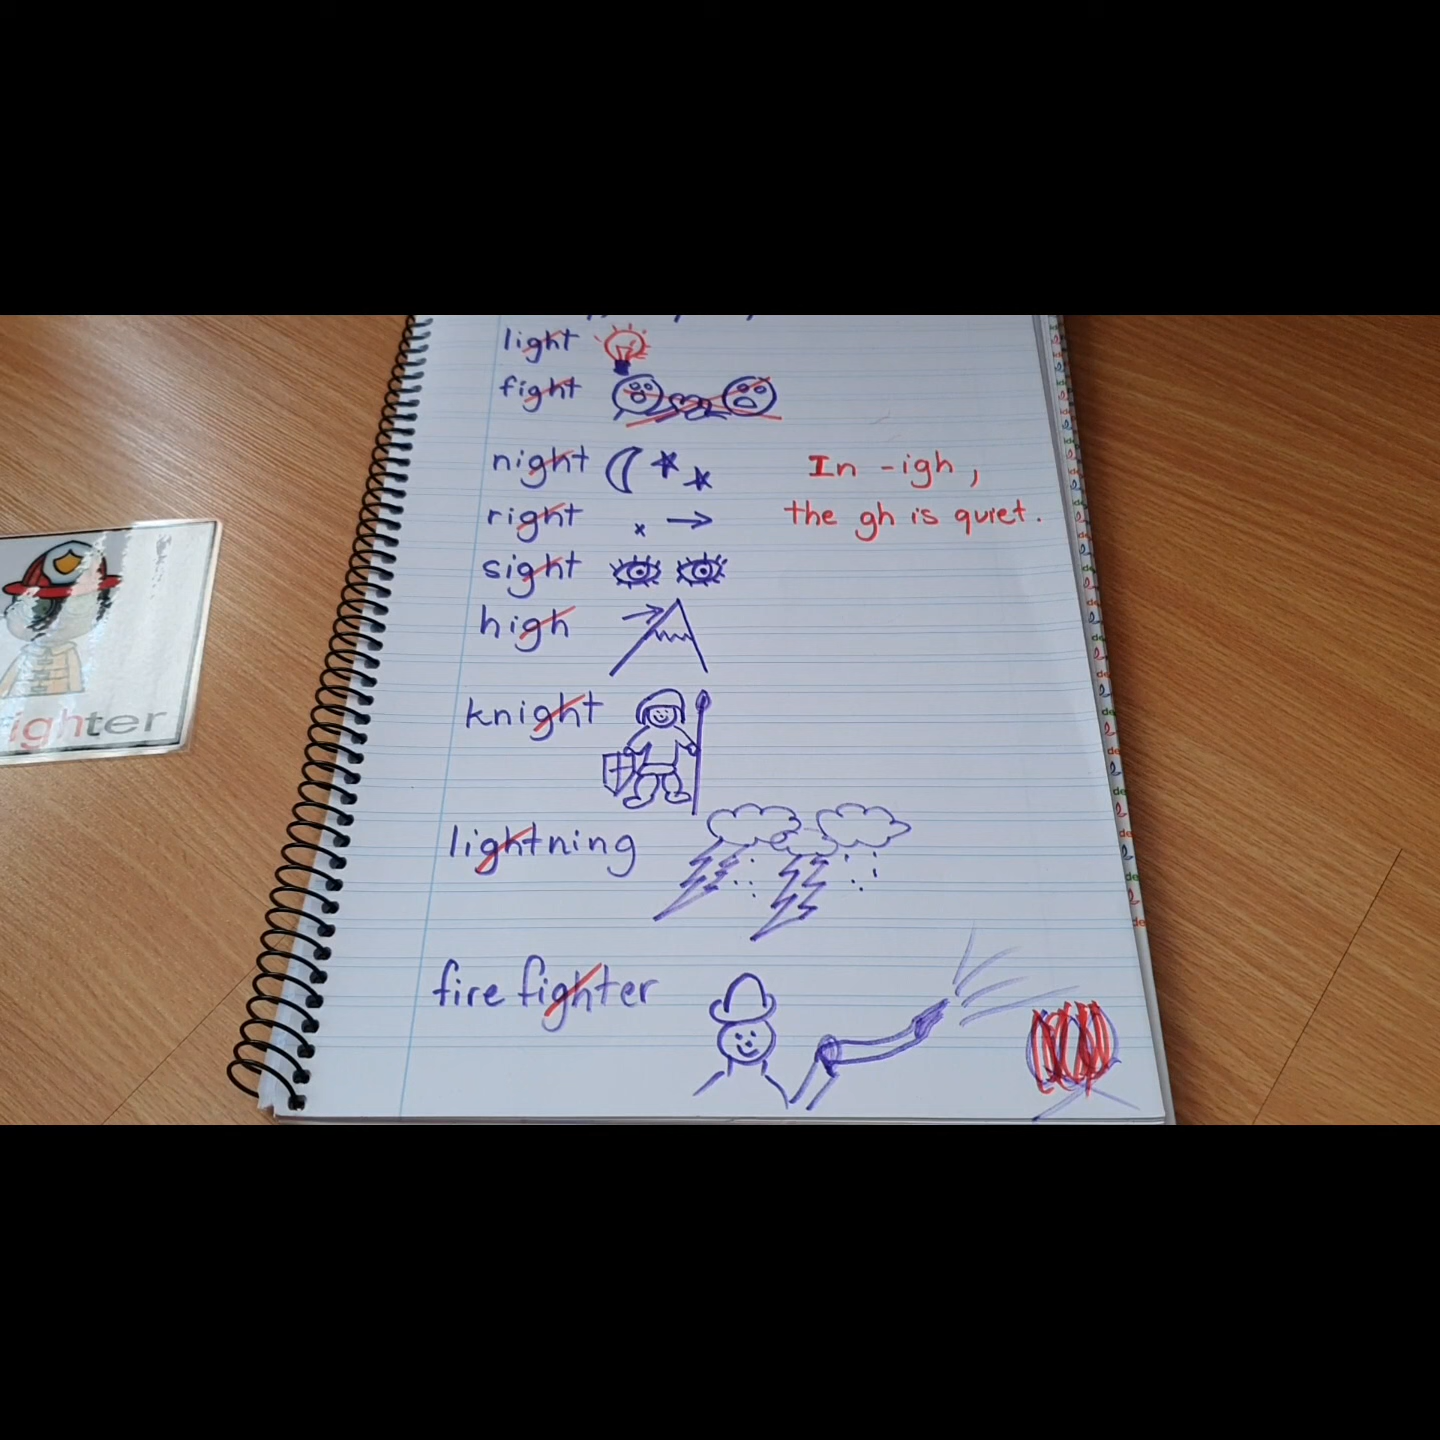 light
fight
night
In -igh,
right
the gh is quiet.
sight
high
knight
ighter
lightning
fire fighter